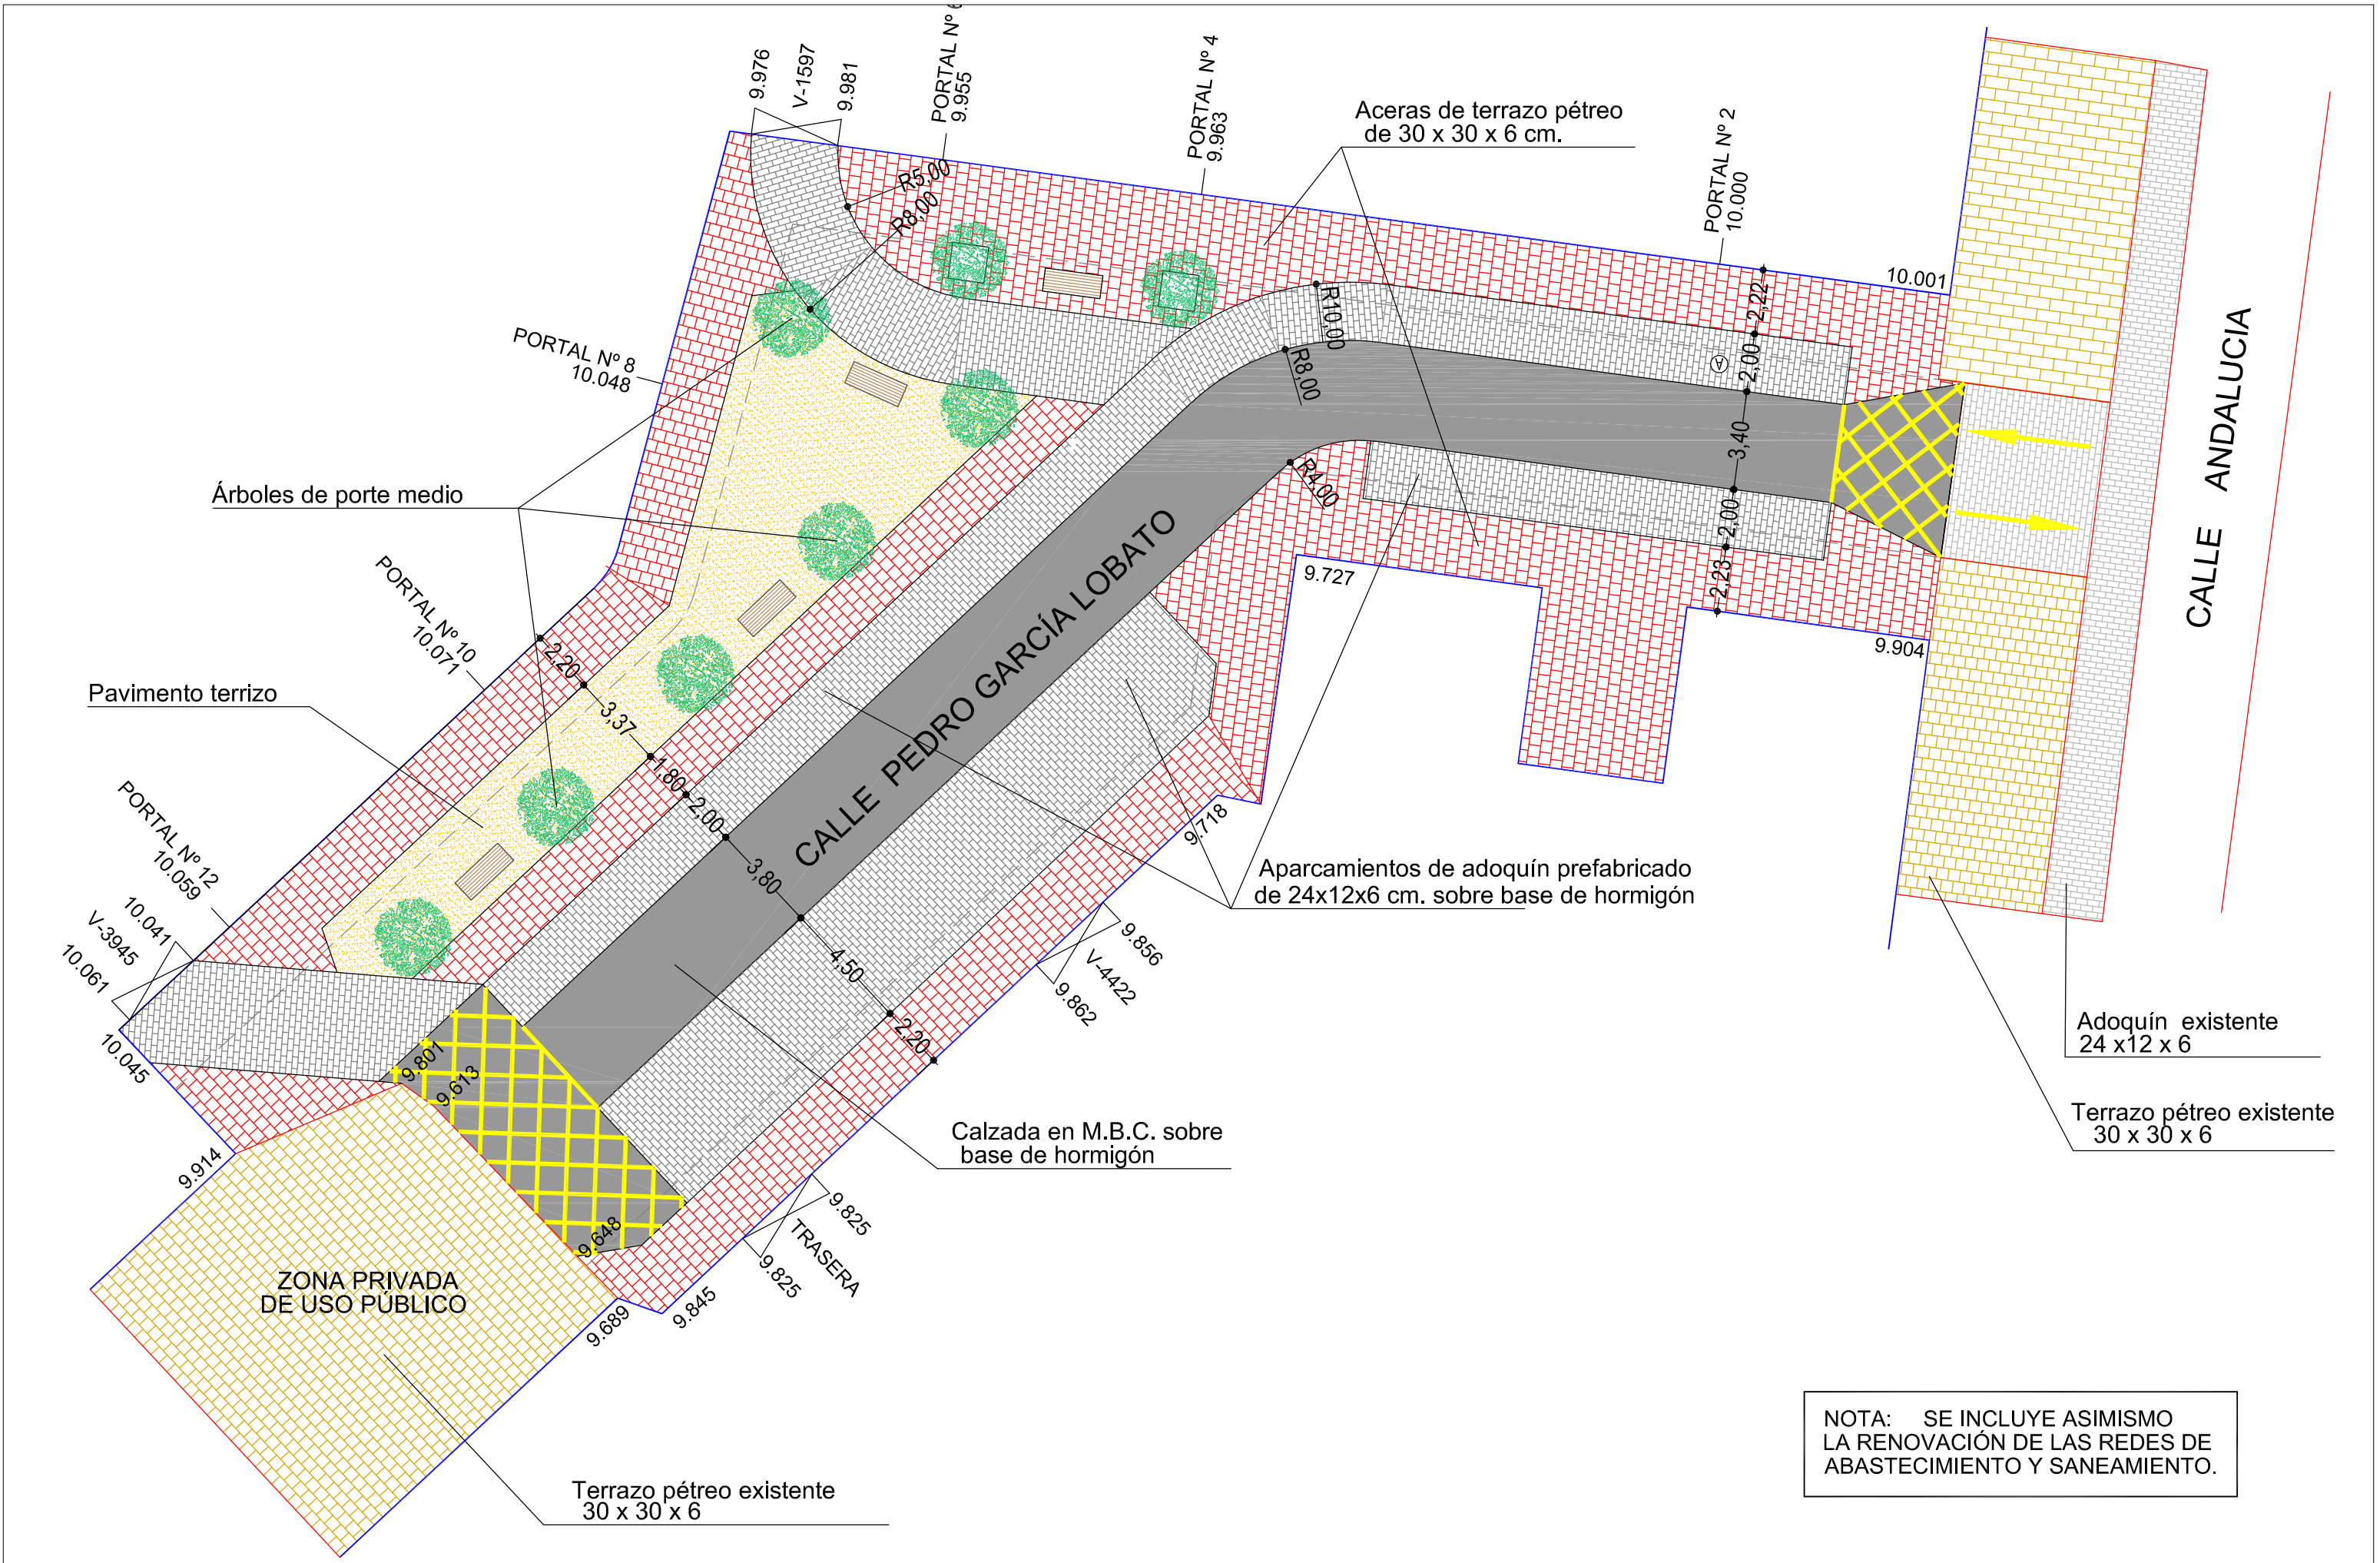 9.976
V-1597
9.981
PORTAL Nº 6
9.955
PORTAL Nº 4
9.963
Aceras de terrazo pétreo
de 30 x 30 x 6 cm.
PORTAL Nº 2
10.000
10.001
R5,00
R8,00
R10,00
R8,00
R4,00
2,22
2,00
A
3,40
2,00
2,23
CALLE ANDALUCIA
PORTAL Nº 8
10.048
Árboles de porte medio
PORTAL Nº 10
10.071
Pavimento terrizo
2,20
3,37
1,80
2,00
3,80
4,50
2,20
CALLE PEDRO GARCÍA LOBATO
9.727
9.904
9.718
PORTAL Nº 12
10.059
10.041
V-3945
10.061
10.045
9.801
9.613
9.914
9.648
Aparcamientos de adoquín prefabricado
de 24x12x6 cm. sobre base de hormigón
9.856
V-4422
9.862
Adoquín existente
24 x12 x 6
Terrazo pétreo existente
30 x 30 x 6
Calzada en M.B.C. sobre
base de hormigón
9.825
TRASERA
9.825
9.845
9.689
ZONA PRIVADA
DE USO PÚBLICO
Terrazo pétreo existente
30 x 30 x 6
NOTA: SE INCLUYE ASIMISMO
LA RENOVACIÓN DE LAS REDES DE
ABASTECIMIENTO Y SANEAMIENTO.